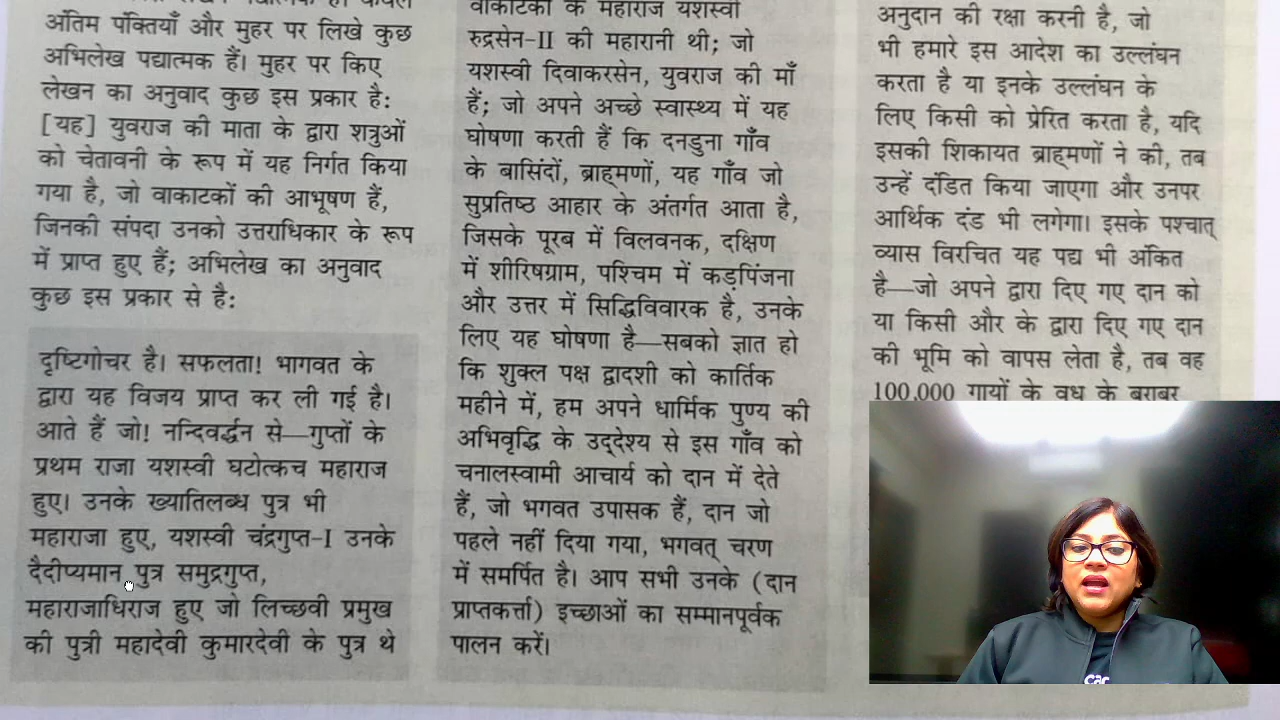 अंतिम पंक्तियाँ और मुहर पर लिखे कुछ
अभिलेख पद्यात्मक हैं। मुहर पर किए
लेखन का अनुवाद कुछ इस प्रकार है:
[यह] युवराज की माता के द्वारा शत्रुओं
को चेतावनी के रूप में यह निर्गत किया
गया है, जो वाकाटकों की आभूषण हैं,
जिनकी संपदा उनको उत्तराधिकार के रूप
में प्राप्त हुए हैं; अभिलेख का अनुवाद
कुछ इस प्रकार से है:
दृष्टिगोचर है। सफलता! भागवत के
द्वारा यह विजय प्राप्त कर ली गई है।
आते हैं जो! नन्दिवर्द्धन से—गुप्तों के
प्रथम राजा यशस्वी घटोत्कच महाराज
हुए। उनके ख्यातिलब्ध पुत्र भी
महाराजा हुए, यशस्वी चंद्रगुप्त-I उनके
दैदीप्यमान पुत्र समुद्रगुप्त,
महाराजाधिराज हुए जो लिच्छवी प्रमुख
की पुत्री महादेवी कुमारदेवी के पुत्र थे
वाकाटकों के महाराज यशस्वी
रुद्रसेन-II की महारानी थी; जो
यशस्वी दिवाकरसेन, युवराज की माँ
हैं; जो अपने अच्छे स्वास्थ्य में यह
घोषणा करती हैं कि दनडुना गाँव
के बासिंदों, ब्राह्मणों, यह गाँव जो
सुप्रतिष्ठ आहार के अंतर्गत आता है,
जिसके पूरब में विलवनक, दक्षिण
में शीरिषग्राम, पश्चिम में कड़पिंजना
और उत्तर में सिद्धिविवारक है, उनके
लिए यह घोषणा है—सबको ज्ञात हो
कि शुक्ल पक्ष द्वादशी को कार्तिक
महीने में, हम अपने धार्मिक पुण्य की
अभिवृद्धि के उद्देश्य से इस गाँव को
चनालस्वामी आचार्य को दान में देते
हैं, जो भगवत उपासक हैं, दान जो
पहले नहीं दिया गया, भगवत् चरण
में समर्पित है। आप सभी उनके (दान
प्राप्तकर्त्ता) इच्छाओं का सम्मानपूर्वक
पालन करें।
अनुदान की रक्षा करनी है, जो
भी हमारे इस आदेश का उल्लंघन
करता है या इनके उल्लंघन के
लिए किसी को प्रेरित करता है, यदि
इसकी शिकायत ब्राह्मणों ने की, तब
उन्हें दंडित किया जाएगा और उनपर
आर्थिक दंड भी लगेगा। इसके पश्चात्
व्यास विरचित यह पद्य भी अंकित
है—जो अपने द्वारा दिए गए दान को
या किसी और के द्वारा दिए गए दान
की भूमि को वापस लेता है, तब वह
100,000 गायों के वध के बराबर